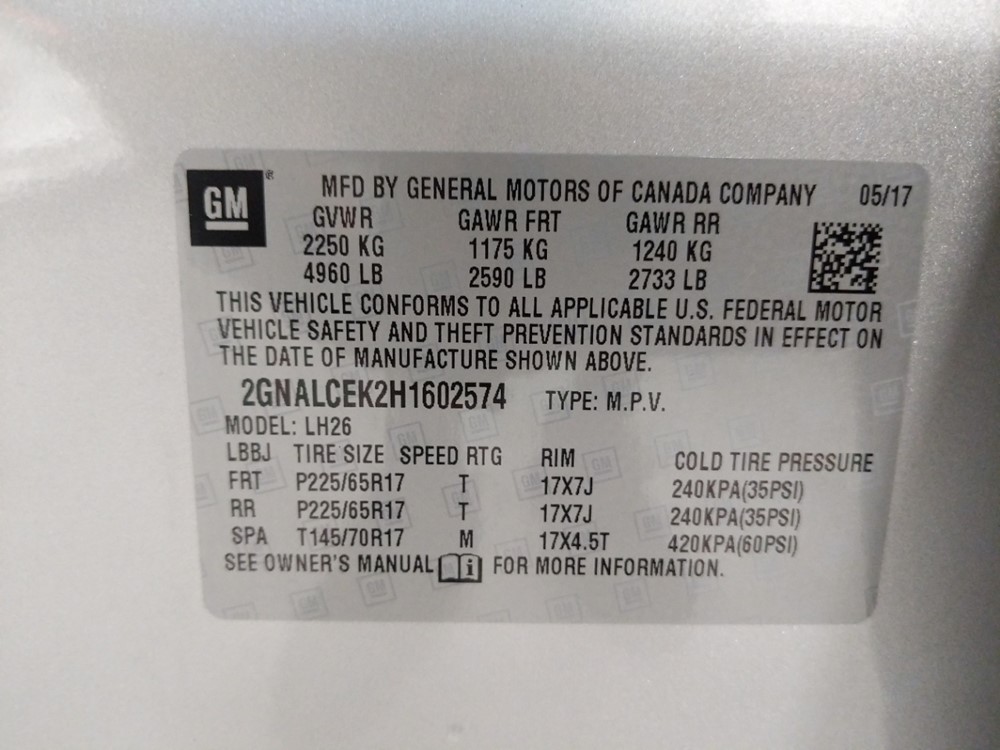 GM ® MFD BY GENERAL MOTORS OF CANADA COMPANY 05/17
GVWR GAWR FRT GAWR RR
2250 KG 1175 KG 1240 KG
4960 LB 2590 LB 2733 LB
THIS VEHICLE CONFORMS TO ALL APPLICABLE U.S. FEDERAL MOTOR
VEHICLE SAFETY AND THEFT PREVENTION STANDARDS IN EFFECT ON
THE DATE OF MANUFACTURE SHOWN ABOVE.
2GNALCEK2H1602574 TYPE: M.P.V.
MODEL: LH26
LBBJ TIRE SIZE SPEED RTG RIM COLD TIRE PRESSURE
FRT P225/65R17 T 17X7J 240KPA(35PSI)
RR P225/65R17 T 17X7J 240KPA(35PSI)
SPA T145/70R17 M 17X4.5T 420KPA(60PSI)
SEE OWNER'S MANUAL i FOR MORE INFORMATION.